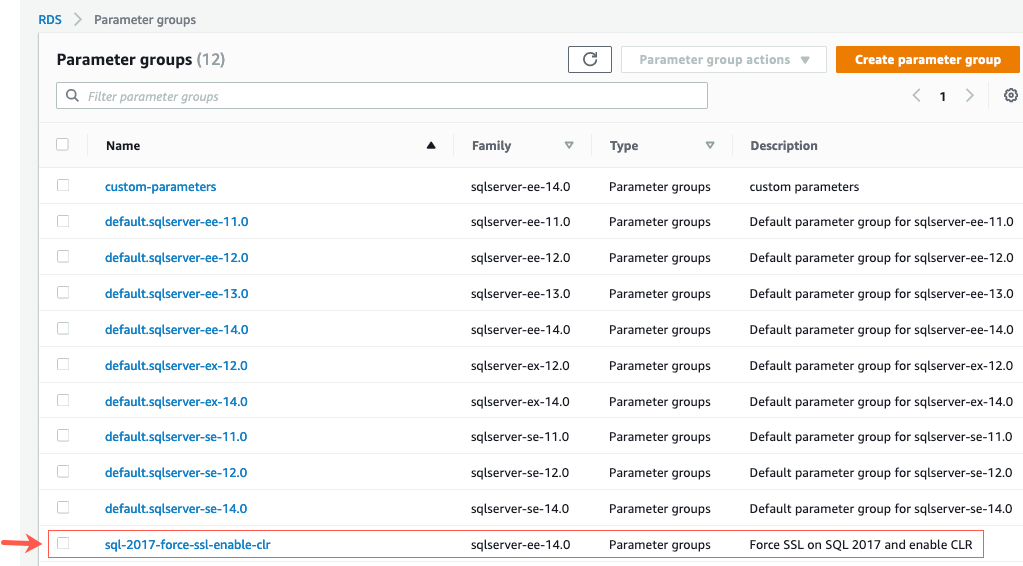 RDS > Parameter groups
Parameter groups (12) Parameter group actions Create parameter group
Filter parameter groups 1
Name Family Type Description
custom-parameters sqlserver-ee-14.0 Parameter groups custom parameters
default.sqlserver-ee-11.0 sqlserver-ee-11.0 Parameter groups Default parameter group for sqlserver-ee-11.0
default.sqlserver-ee-12.0 sqlserver-ee-12.0 Parameter groups Default parameter group for sqlserver-ee-12.0
default.sqlserver-ee-13.0 sqlserver-ee-13.0 Parameter groups Default parameter group for sqlserver-ee-13.0
default.sqlserver-ee-14.0 sqlserver-ee-14.0 Parameter groups Default parameter group for sqlserver-ee-14.0
default.sqlserver-ex-12.0 sqlserver-ex-12.0 Parameter groups Default parameter group for sqlserver-ex-12.0
default.sqlserver-ex-14.0 sqlserver-ex-14.0 Parameter groups Default parameter group for sqlserver-ex-14.0
default.sqlserver-se-11.0 sqlserver-se-11.0 Parameter groups Default parameter group for sqlserver-se-11.0
default.sqlserver-se-12.0 sqlserver-se-12.0 Parameter groups Default parameter group for sqlserver-se-12.0
default.sqlserver-se-14.0 sqlserver-se-14.0 Parameter groups Default parameter group for sqlserver-se-14.0
sql-2017-force-ssl-enable-clr sqlserver-ee-14.0 Parameter groups Force SSL on SQL 2017 and enable CLR